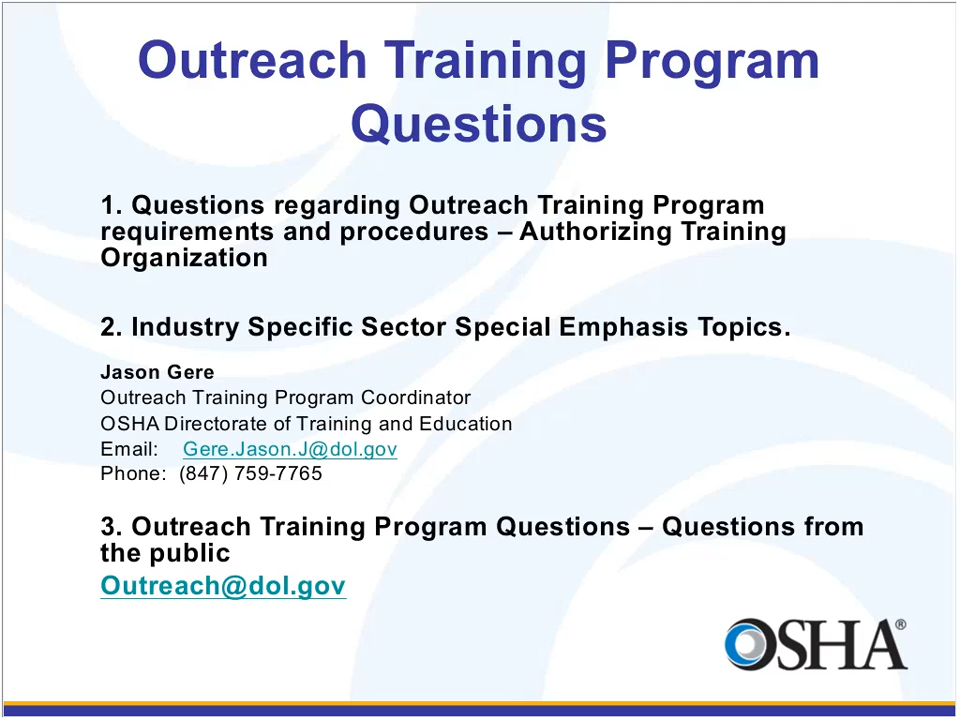 Outreach Training Program
Questions
1. Questions regarding Outreach Training Program
requirements and procedures – Authorizing Training
Organization
2. Industry Specific Sector Special Emphasis Topics.
Jason Gere
Outreach Training Program Coordinator
OSHA Directorate of Training and Education
Email: Gere.Jason.J@dol.gov
Phone: (847) 759-7765
3. Outreach Training Program Questions – Questions from
the public
Outreach@dol.gov
OSHA®